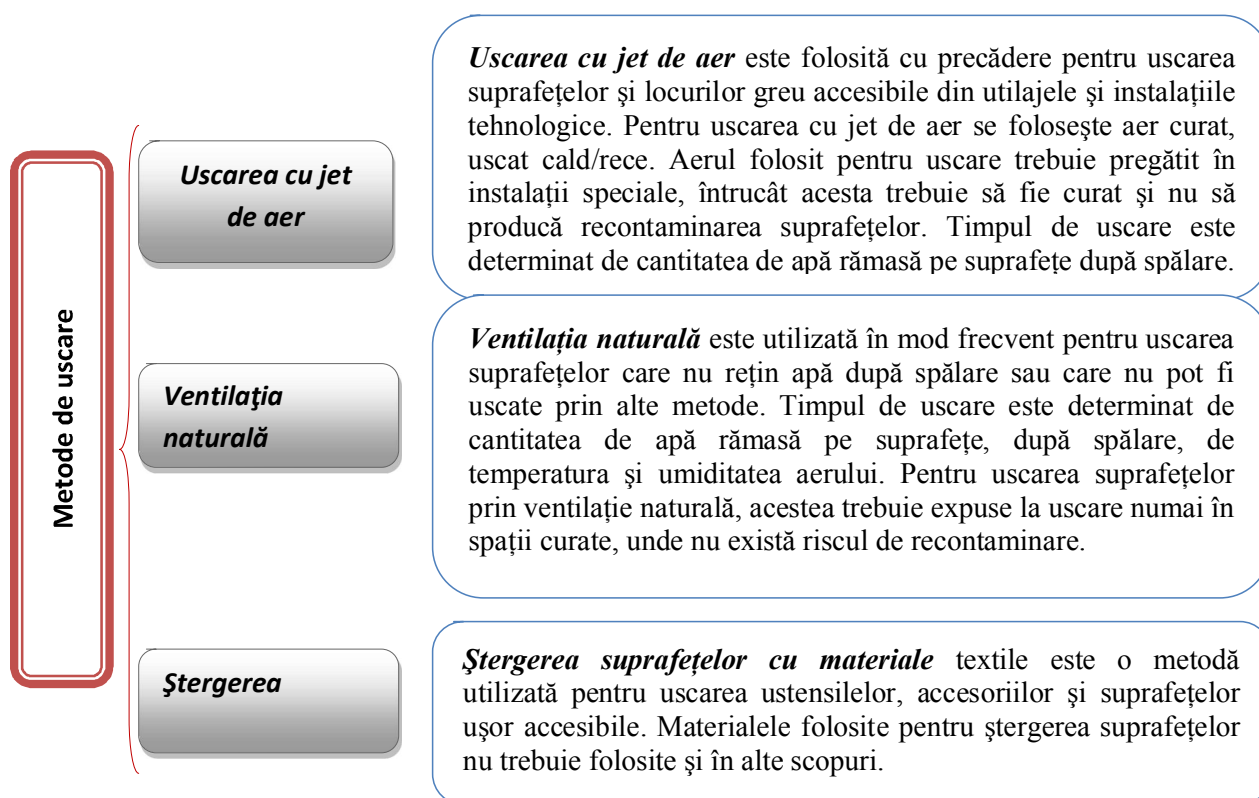 Metode de uscare
Uscarea cu jet
de aer
Uscarea cu jet de aer este folosită cu precădere pentru uscarea
suprafețelor şi locurilor greu accesibile din utilajele şi instalațiile
tehnologice. Pentru uscarea cu jet de aer se foloseşte aer curat,
uscat cald/rece. Aerul folosit pentru uscare trebuie pregătit în
instalații speciale, întrucât acesta trebuie să fie curat şi nu să
producă recontaminarea suprafețelor. Timpul de uscare este
determinat de cantitatea de apă rămasă pe suprafețe după spălare.
Ventilaţia
naturală
Ventilația naturală este utilizată în mod frecvent pentru uscarea
suprafețelor care nu rețin apă după spălare sau care nu pot fi
uscate prin alte metode. Timpul de uscare este determinat de
cantitatea de apă rămasă pe suprafețe, după spălare, de
temperatura şi umiditatea aerului. Pentru uscarea suprafețelor
prin ventilație naturală, acestea trebuie expuse la uscare numai în
spații curate, unde nu există riscul de recontaminare.
Ştergerea
Ştergerea suprafețelor cu materiale textile este o metodă
utilizată pentru uscarea ustensilelor, accesoriilor şi suprafețelor
uşor accesibile. Materialele folosite pentru ştergerea suprafețelor
nu trebuie folosite şi în alte scopuri.